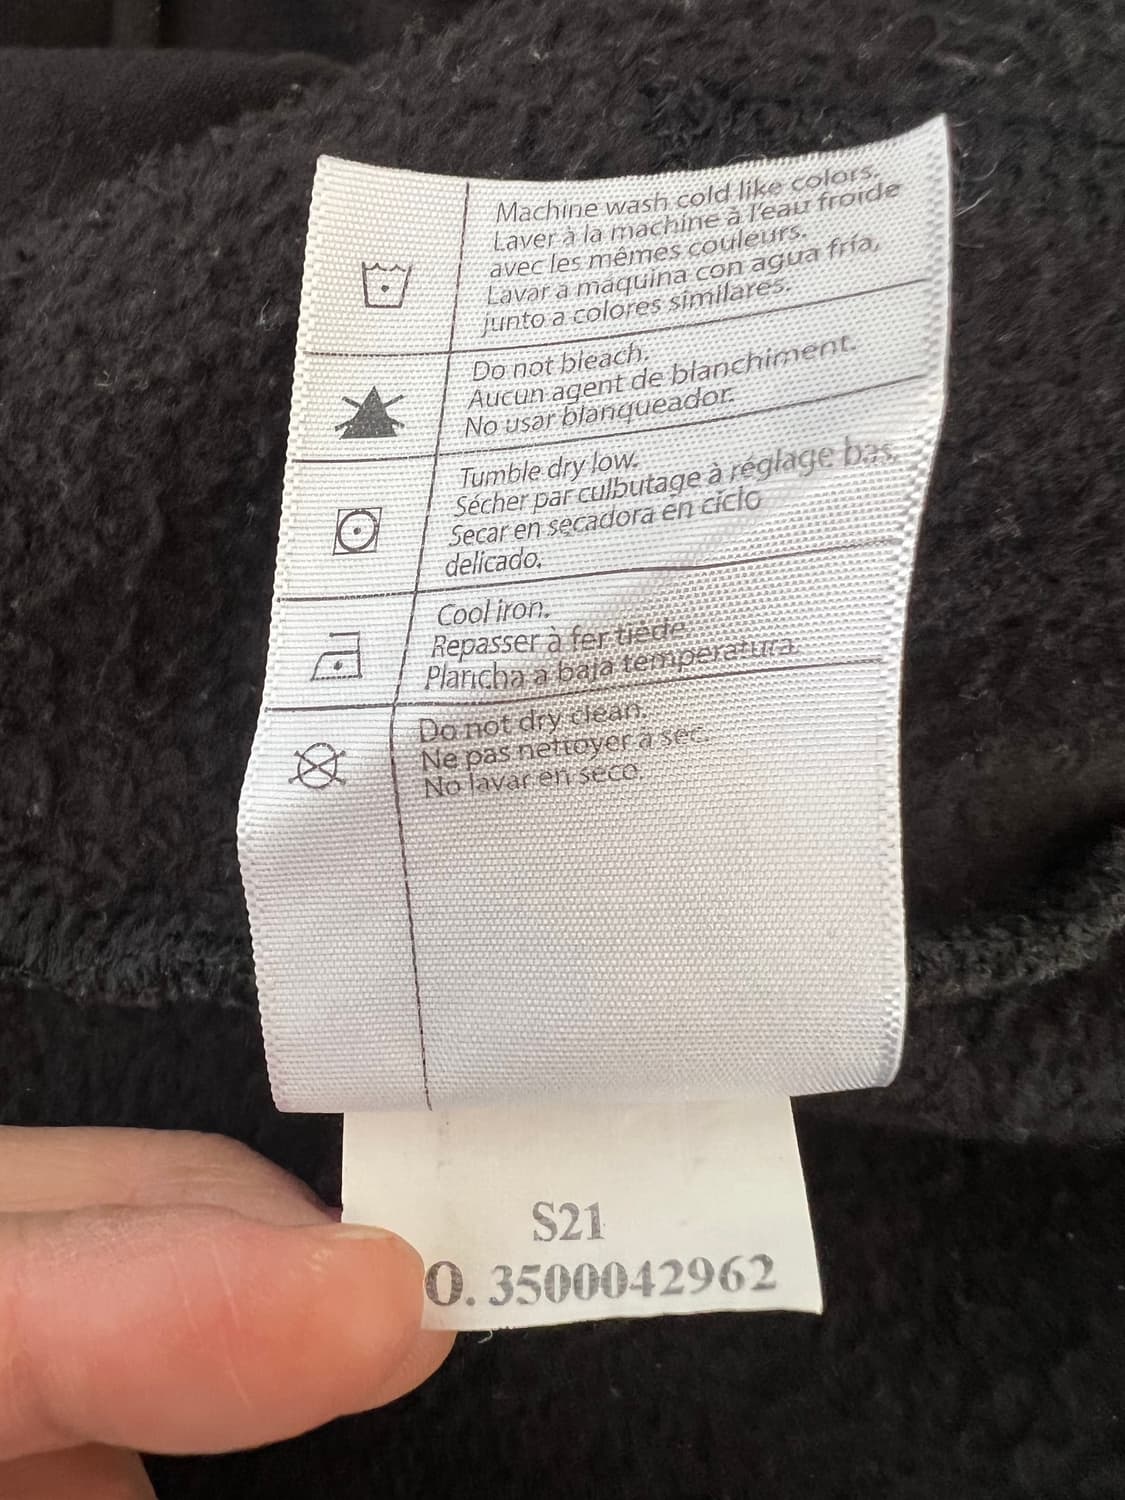 Machine wash cold like colors.
Laver à la machine à l'eau froide
avec les mêmes couleurs.
Lavar a máquina con agua fría,
junto a colores similares.
Do not bleach.
Aucun agent de blanchiment.
No usar blanqueador.
Tumble dry low.
Sécher par culbutage à réglage bas.
Secar en secadora en ciclo
delicado.
Cool iron.
Repasser à fer tiède.
Plancha a baja temperatura.
Do not dry clean.
Ne pas nettoyer à sec.
No lavar en seco.
S21
O. 3500042962